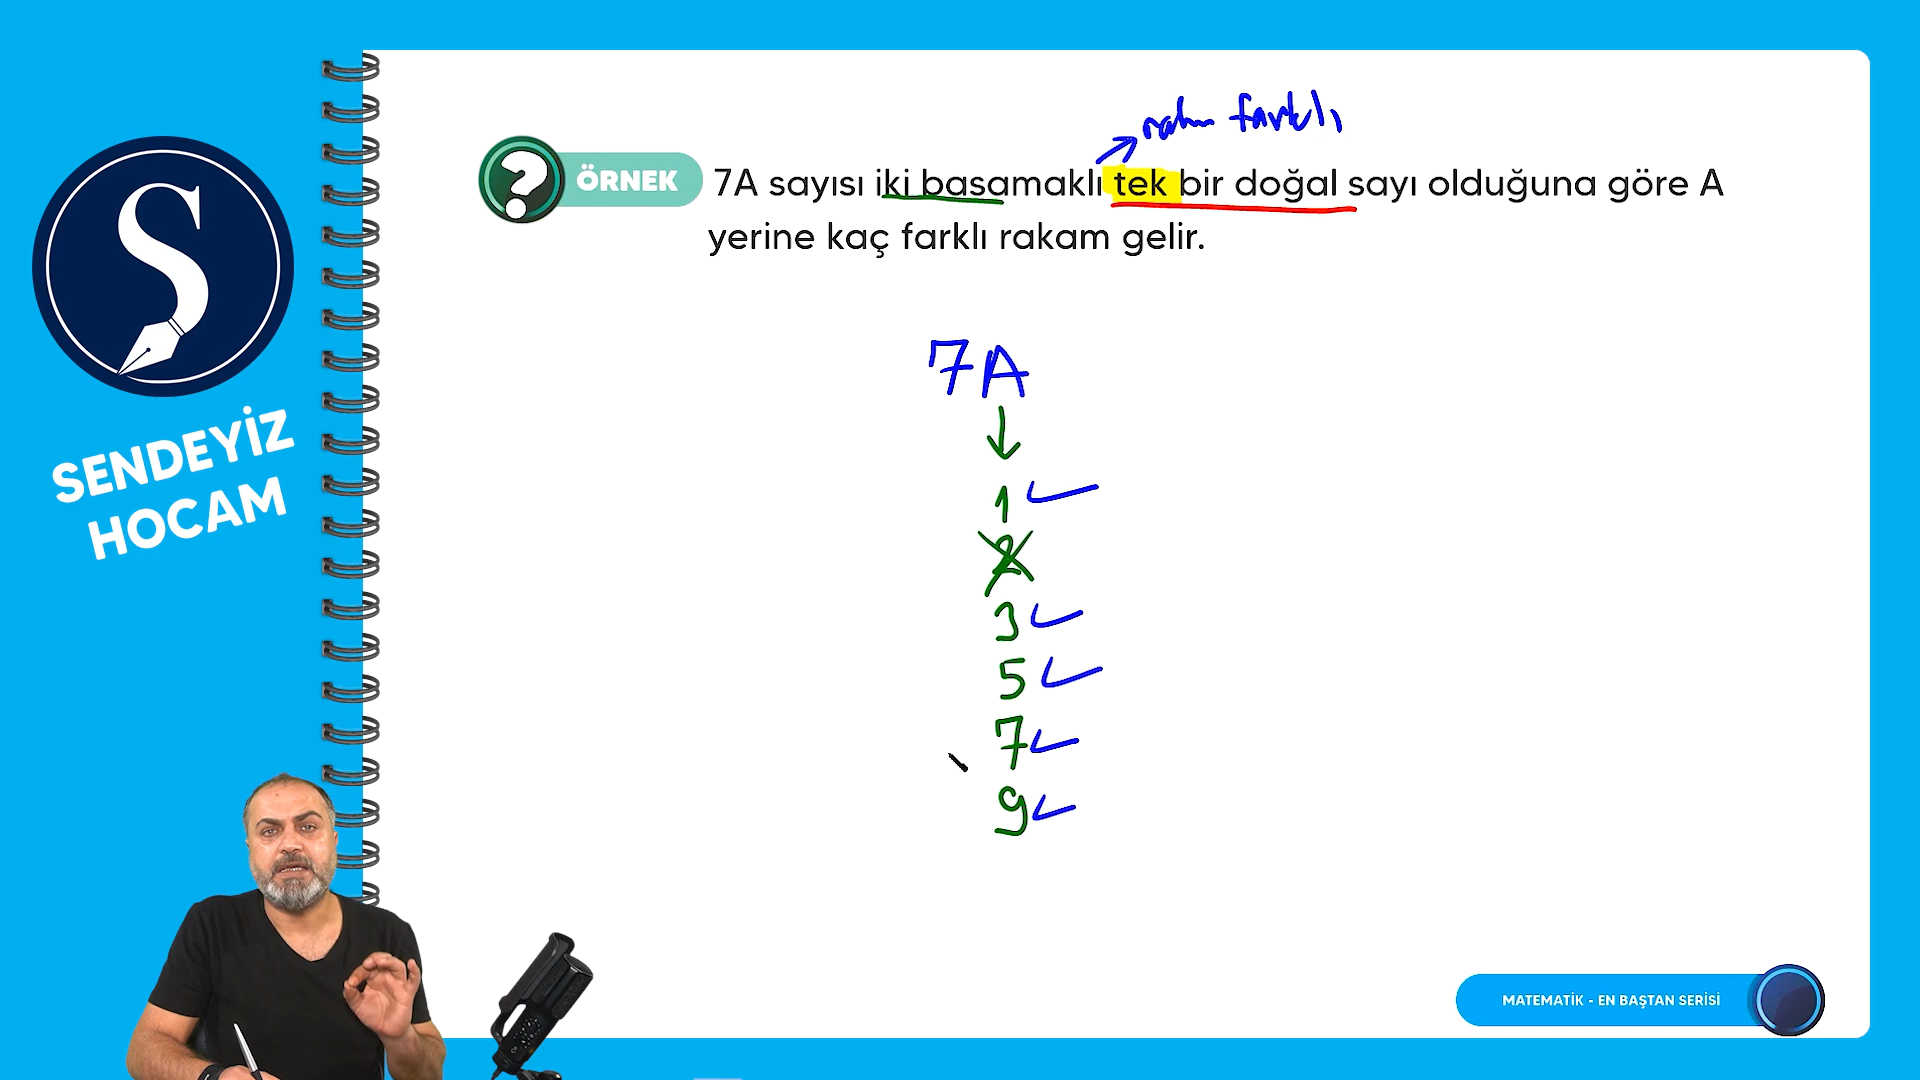 rakam farklı
ÖRNEK
7A sayısı iki basamaklı tek bir doğal sayı olduğuna göre A
yerine kaç farklı rakam gelir.
7A
1
2
3
5
7
9
S
SENDEYİZ
HOCAM
MATEMATİK - EN BAŞTAN SERİSİ